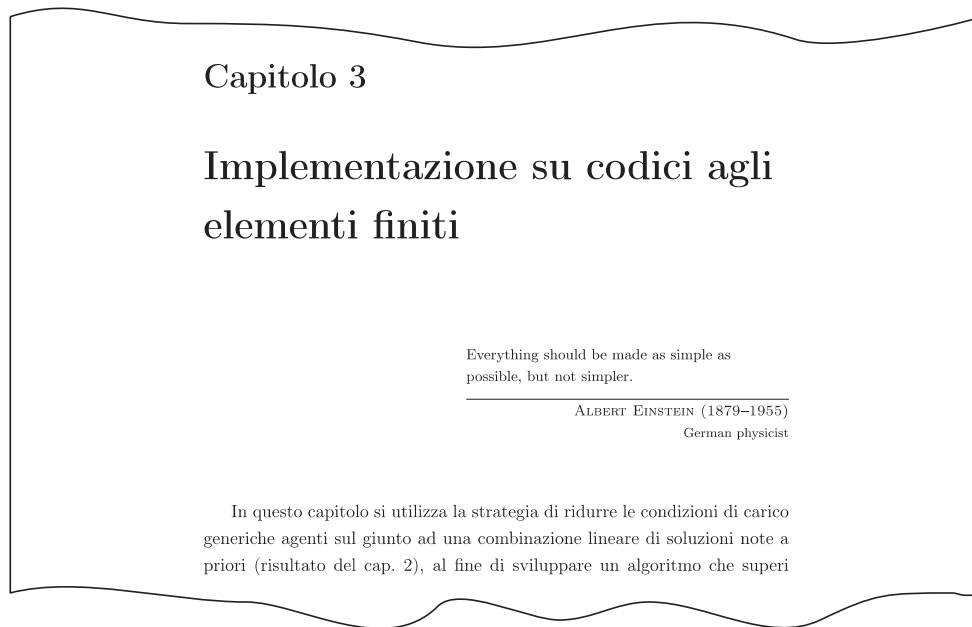 Capitolo 3
Implementazione su codici agli
elementi finiti
Everything should be made as simple as
possible, but not simpler.
Albert Einstein (1879–1955)
German physicist
In questo capitolo si utilizza la strategia di ridurre le condizioni di carico
generiche agenti sul giunto ad una combinazione lineare di soluzioni note a
priori (risultato del cap. 2), al fine di sviluppare un algoritmo che superi